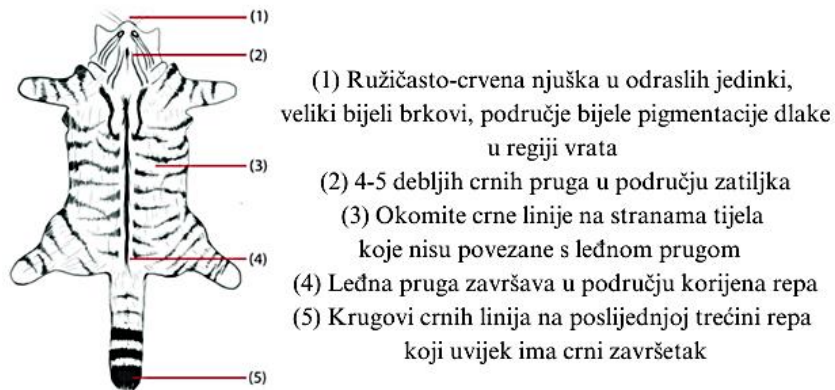 (1)
(2)
(3)
(4)
(5)
(1) Ružičasto-crvena njuška u odraslih jedinki,
veliki bijeli brkovi, područje bijele pigmentacije dlake
u regiji vrata
(2) 4-5 debljih crnih pruga u području zatiljka
(3) Okomite crne linije na stranama tijela
koje nisu povezane s leđnom prugom
(4) Leđna pruga završava u području korijena repa
(5) Krugovi crnih linija na poslijednjoj trećini repa
koji uvijek ima crni završetak